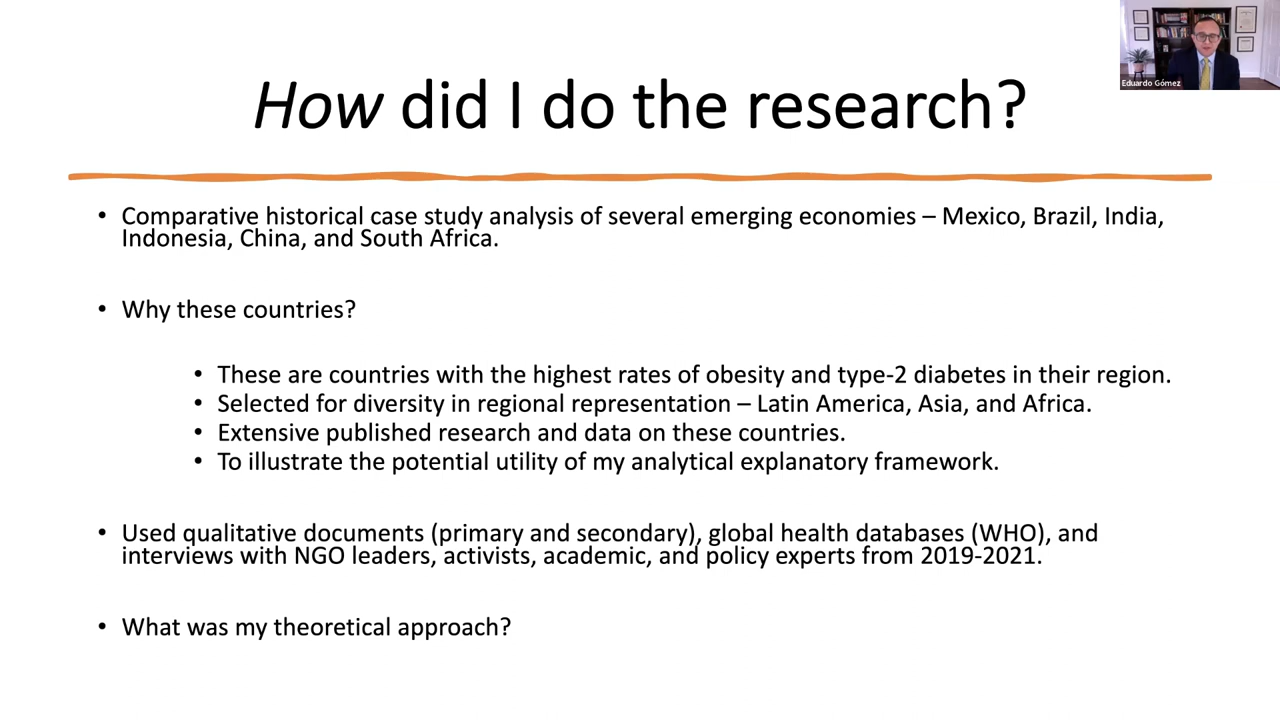 How did I do the research?
Eduardo Gómez
• Comparative historical case study analysis of several emerging economies – Mexico, Brazil, India,
Indonesia, China, and South Africa.
• Why these countries?
• These are countries with the highest rates of obesity and type-2 diabetes in their region.
• Selected for diversity in regional representation – Latin America, Asia, and Africa.
• Extensive published research and data on these countries.
• To illustrate the potential utility of my analytical explanatory framework.
• Used qualitative documents (primary and secondary), global health databases (WHO), and
interviews with NGO leaders, activists, academic, and policy experts from 2019-2021.
• What was my theoretical approach?